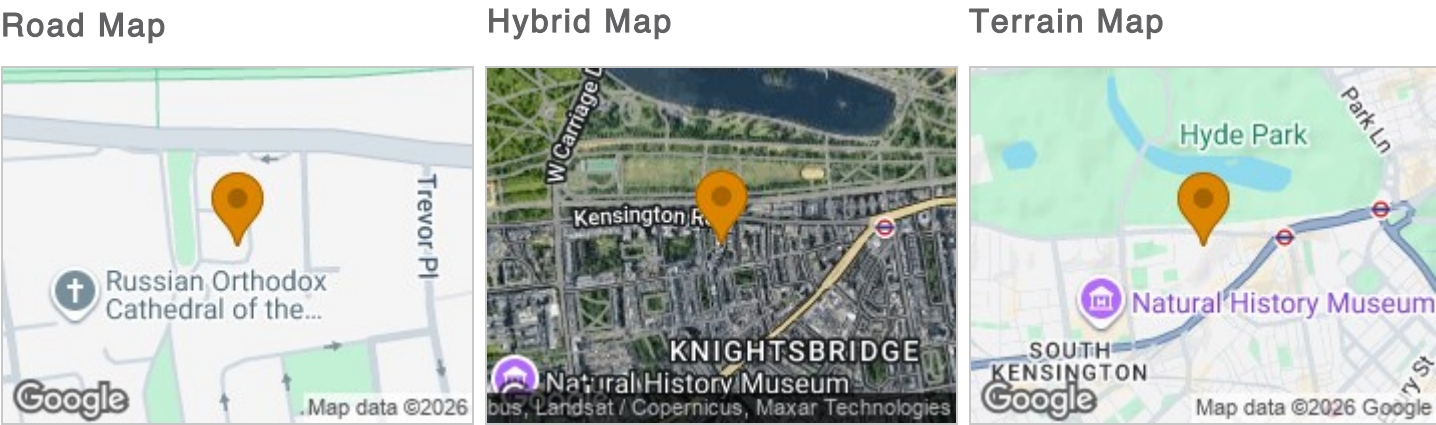 Road Map
Hybrid Map
Terrain Map
Trevor Pl
Russian Orthodox
Cathedral of the...
Google
Map data ©2026
W Carriage D
Kensington R
KNIGHTSBRIDGE
Natural History Museum
bus, Landsat / Copernicus, Maxar Technologies
Park Ln
Hyde Park
Natural History Museum
SOUTH
KENSINGTON
Google
Map data ©2026 Google